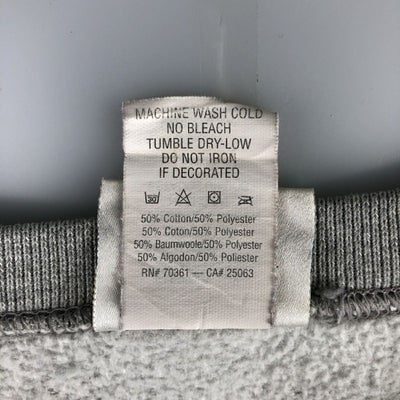 MACHINE WASH COLD
NO BLEACH
TUMBLE DRY-LOW
DO NOT IRON
IF DECORATED
50% Cotton/50% Polyester
50% Coton/50% Polyester
50% Baumwoole/50% Polyester
50% Algodon/50% Poliester
RN# 70361 — CA# 25063